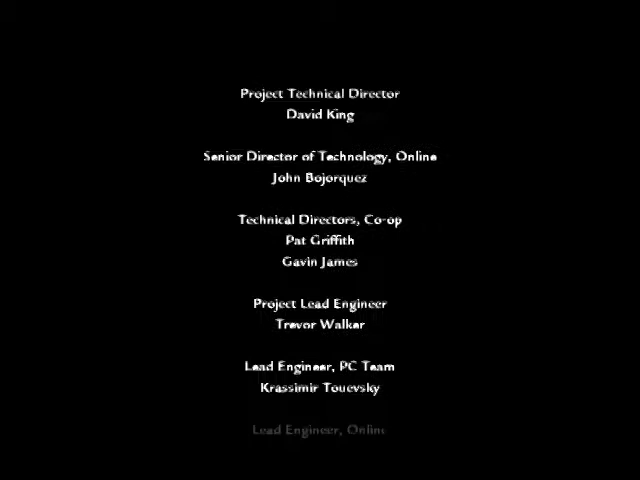 Project Technical Director
David King
Senior Director of Technology, Online
John Bojorquez
Technical Directors, Co-op
Pat Griffith
Gavin James
Project Lead Engineer
Trevor Walker
Lead Engineer, PC Team
Krassimir Touevsky
Lead Engineer, Online